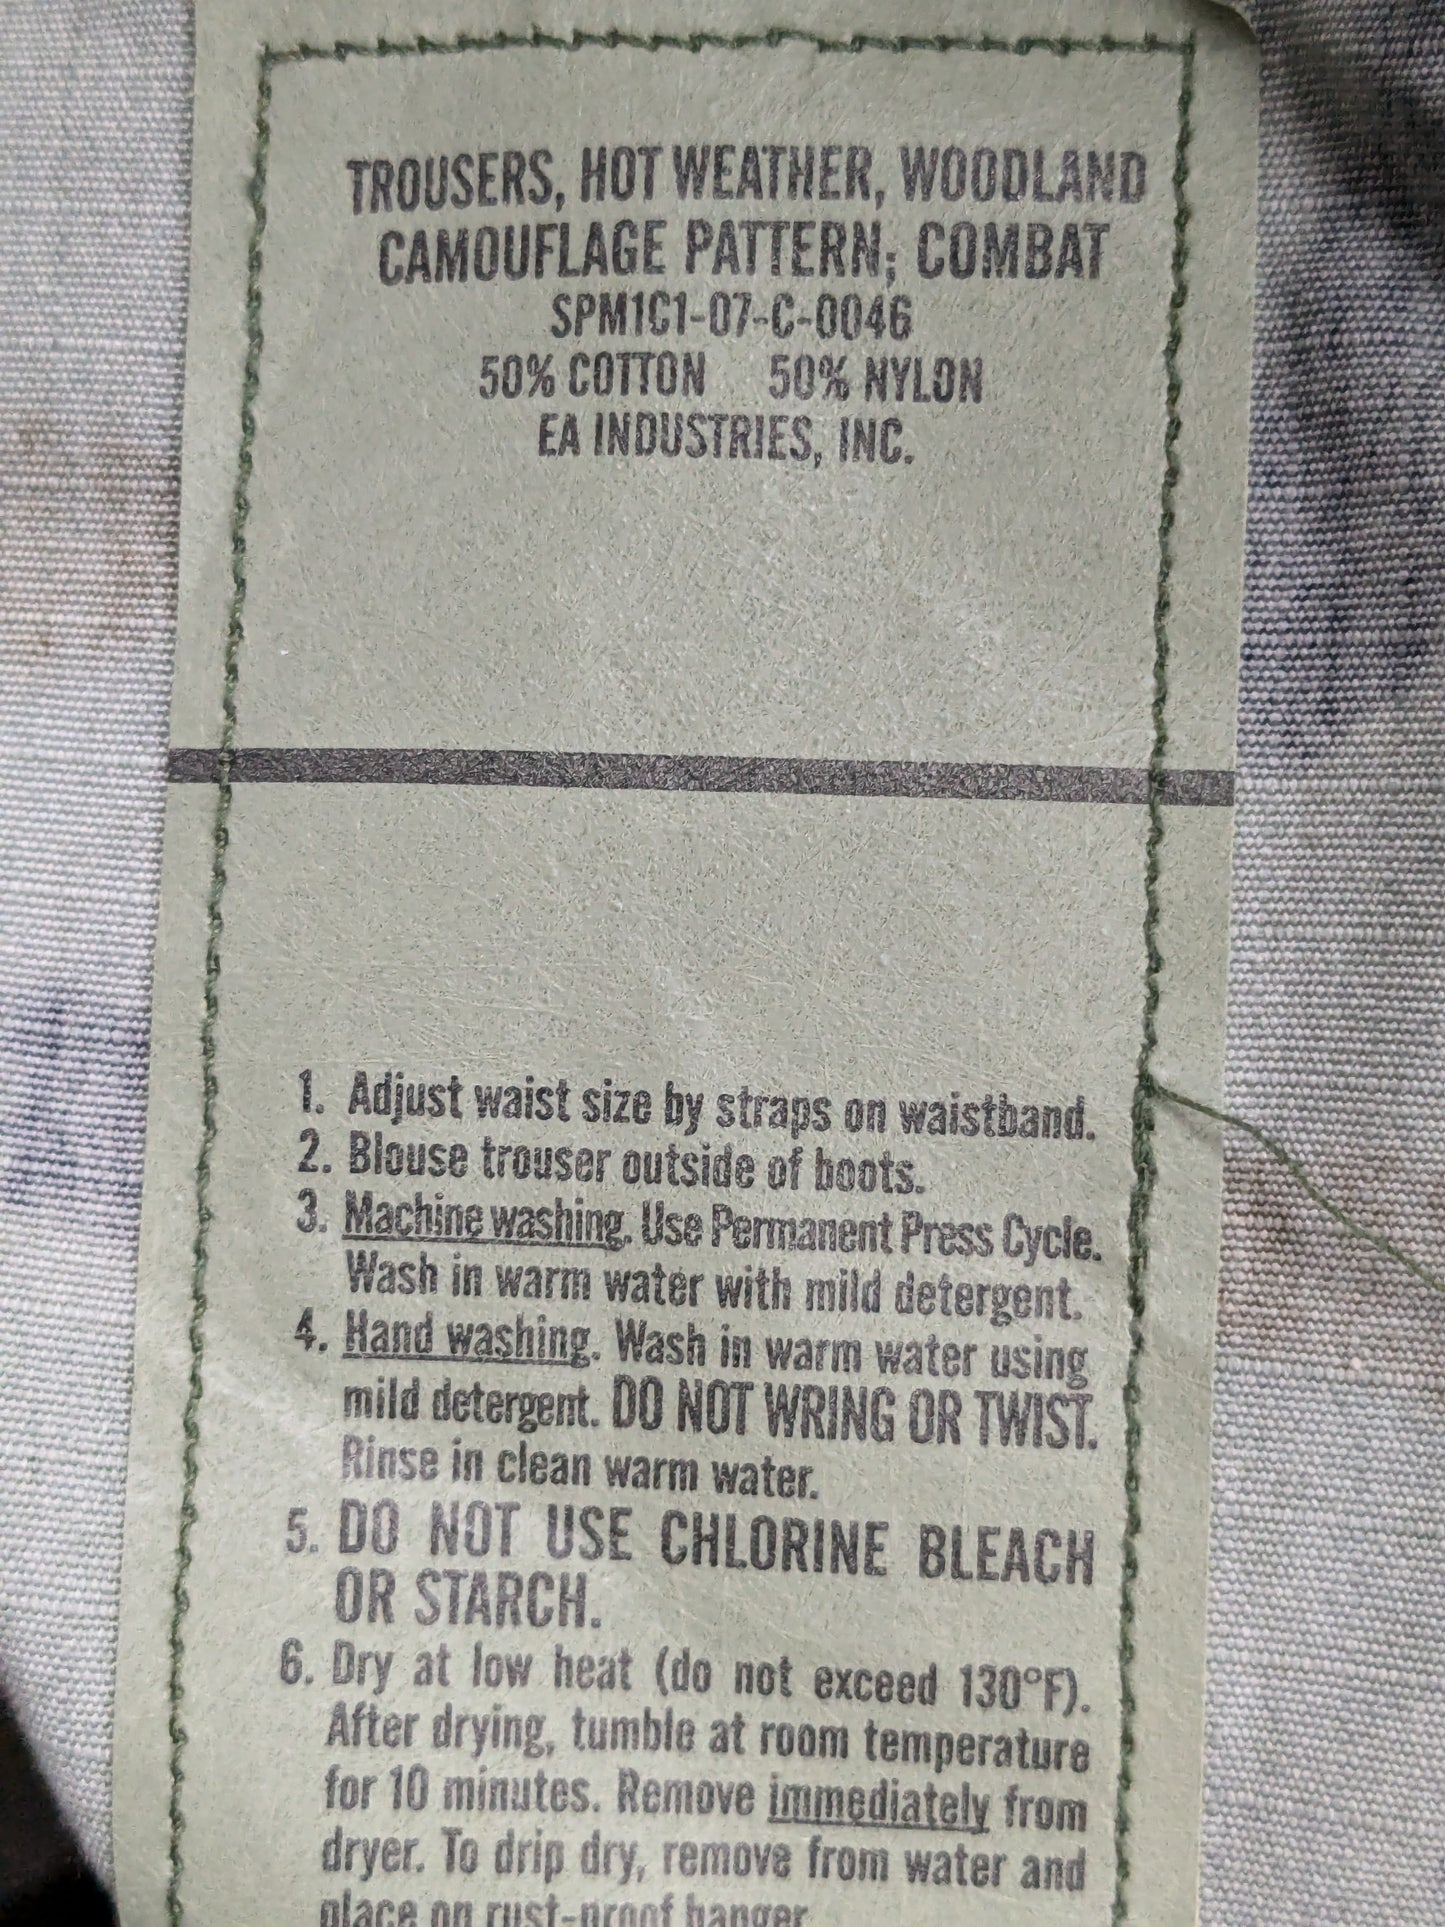 TROUSERS, HOT WEATHER, WOODLAND
CAMOUFLAGE PATTERN; COMBAT
SPM1C1-07-C-0046
50% COTTON 50% NYLON
EA INDUSTRIES, INC.
1. Adjust waist size by straps on waistband.
2. Blouse trouser outside of boots.
3. Machine washing. Use Permanent Press Cycle.
Wash in warm water with mild detergent.
4. Hand washing. Wash in warm water using
mild detergent. DO NOT WRING OR TWIST.
Rinse in clean warm water.
5. DO NOT USE CHLORINE BLEACH
OR STARCH.
6. Dry at low heat (do not exceed 130°F).
After drying, tumble at room temperature
for 10 minutes. Remove immediately from
dryer. To drip dry, remove from water and
place on rust-proof hanger